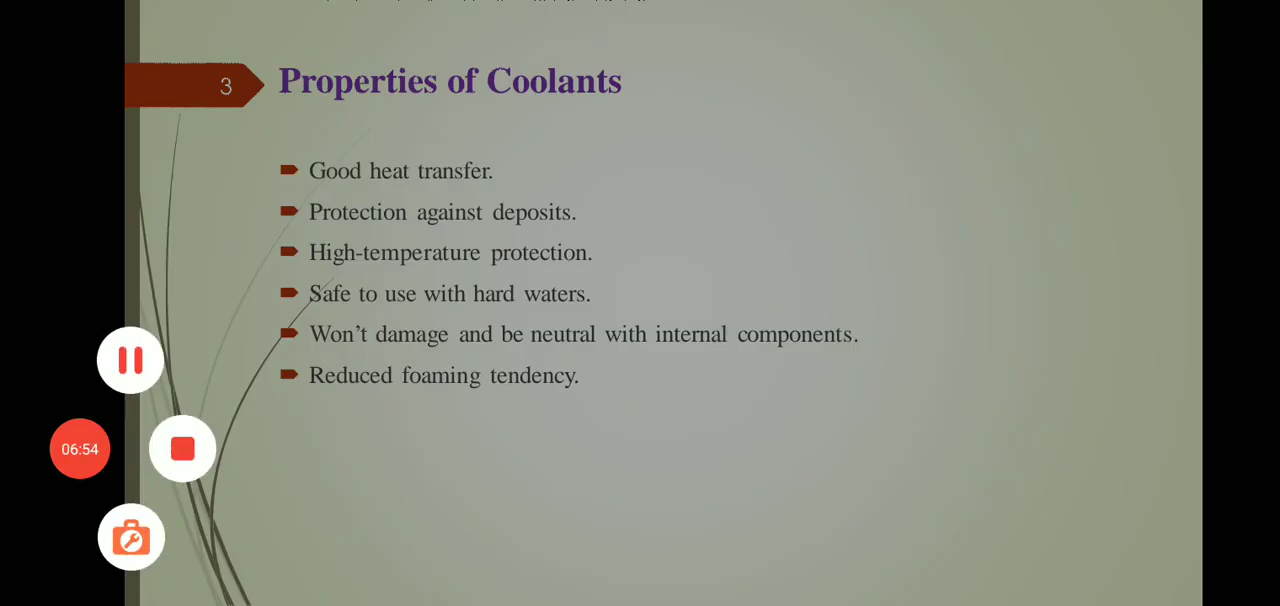 3
Properties of Coolants
Good heat transfer.
Protection against deposits.
High-temperature protection.
Safe to use with hard waters.
Won’t damage and be neutral with internal components.
Reduced foaming tendency.
06:54